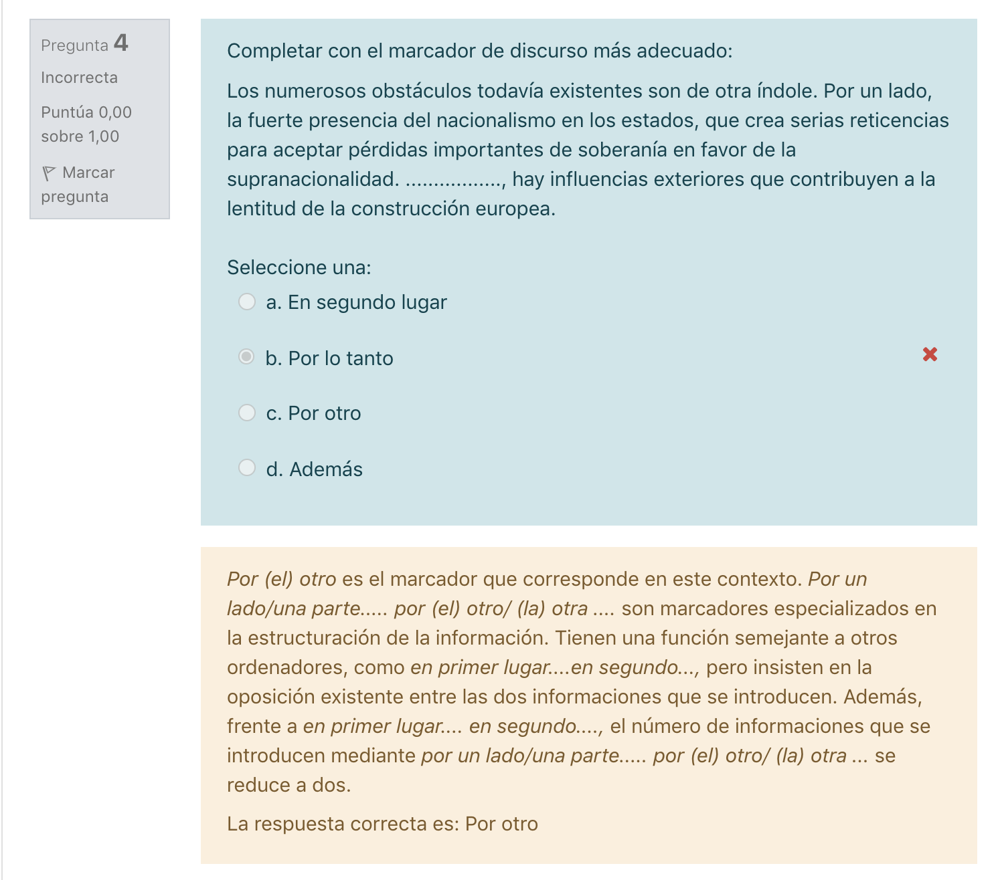 Pregunta 4
Incorrecta
Puntúa 0,00
sobre 1,00
Marcar
pregunta
Completar con el marcador de discurso más adecuado:
Los numerosos obstáculos todavía existentes son de otra índole. Por un lado,
la fuerte presencia del nacionalismo en los estados, que crea serias reticencias
para aceptar pérdidas importantes de soberanía en favor de la
supranacionalidad. ................., hay influencias exteriores que contribuyen a la
lentitud de la construcción europea.
Seleccione una:
a. En segundo lugar
b. Por lo tanto
c. Por otro
d. Además
Por (el) otro es el marcador que corresponde en este contexto. Por un
lado/una parte..... por (el) otro/ (la) otra .... son marcadores especializados en
la estructuración de la información. Tienen una función semejante a otros
ordenadores, como en primer lugar....en segundo..., pero insisten en la
oposición existente entre las dos informaciones que se introducen. Además,
frente a en primer lugar.... en segundo...., el número de informaciones que se
introducen mediante por un lado/una parte..... por (el) otro/ (la) otra ... se
reduce a dos.
La respuesta correcta es: Por otro